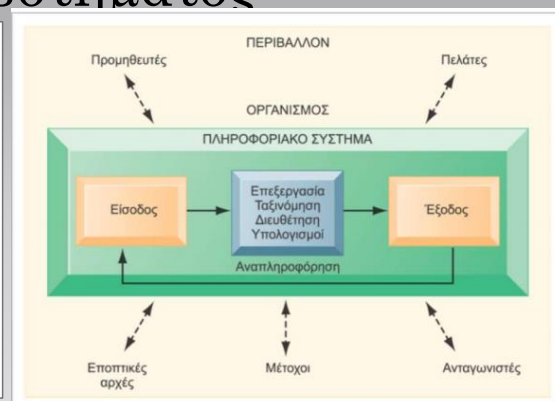 ΠΕΡΙΒΑΛΛΟΝ
Προμηθευτές
Πελάτες
ΟΡΓΑΝΙΣΜΟΣ
ΠΛΗΡΟΦΟΡΙΑΚΟ ΣΥΣΤΗΜΑ
Είσοδος
Επεξεργασία
Ταξινόμηση
Διευθέτηση
Υπολογισμοί
Έξοδος
Αναπληροφόρηση
Εποπτικές
αρχές
Μέτοχοι
Ανταγωνιστές